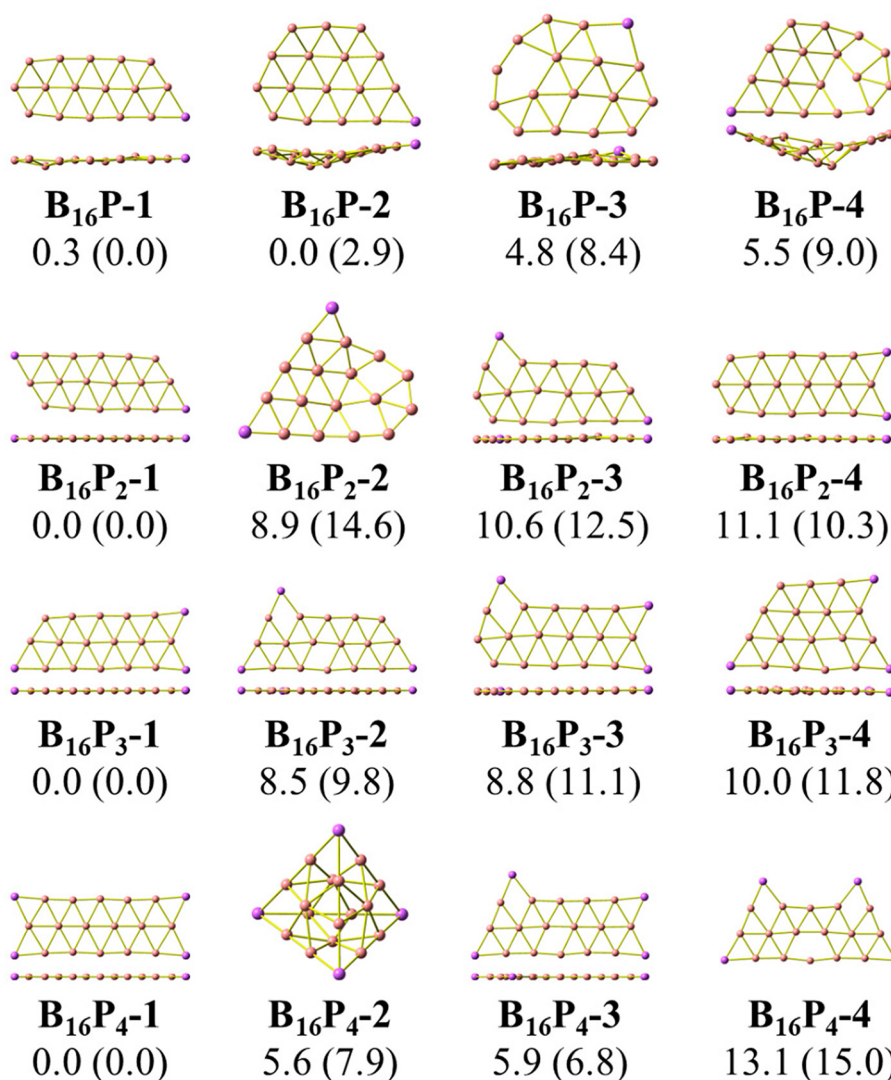 B₁₆P-1 B₁₆P-2 B₁₆P-3 B₁₆P-4
0.3 (0.0) 0.0 (2.9) 4.8 (8.4) 5.5 (9.0)
B₁₆P₂-1 B₁₆P₂-2 B₁₆P₂-3 B₁₆P₂-4
0.0 (0.0) 8.9 (14.6) 10.6 (12.5) 11.1 (10.3)
B₁₆P₃-1 B₁₆P₃-2 B₁₆P₃-3 B₁₆P₃-4
0.0 (0.0) 8.5 (9.8) 8.8 (11.1) 10.0 (11.8)
B₁₆P₄-1 B₁₆P₄-2 B₁₆P₄-3 B₁₆P₄-4
0.0 (0.0) 5.6 (7.9) 5.9 (6.8) 13.1 (15.0)